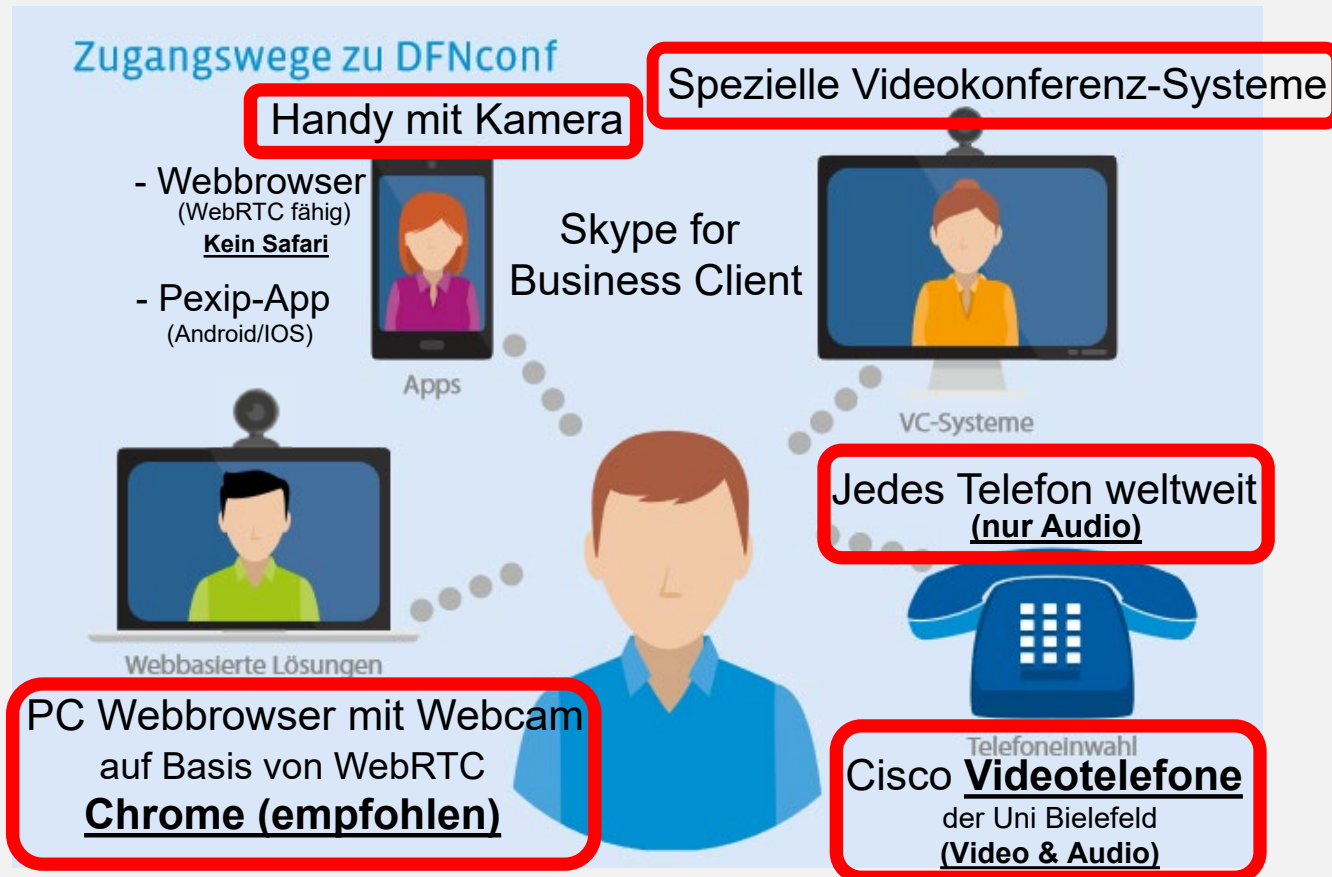 Zugangswege zu DFNconf
Spezielle Videokonferenz-Systeme
Handy mit Kamera
- Webbrowser
(WebRTC fähig)
Kein Safari
- Pexip-App
(Android/IOS)
Apps
Skype for
Business Client
VC-Systeme
Jedes Telefon weltweit
(nur Audio)
Webbasierte Lösungen
PC Webbrowser mit Webcam
auf Basis von WebRTC
Chrome (empfohlen)
Telefoneinwahl
Cisco Videotelefone
der Uni Bielefeld
(Video & Audio)